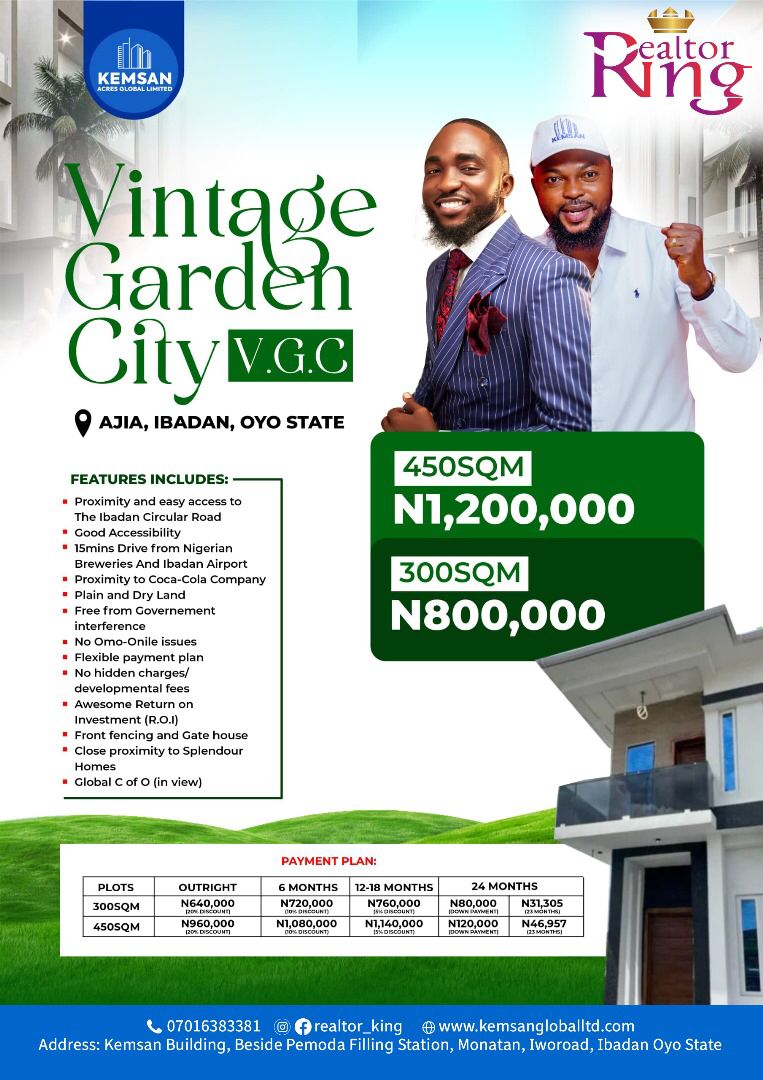 KEMSAN
ACRES GLOBAL LIMITED
Realtor
King
KEMSAN
Vintage
Garden
City V.G.C
AJIA, IBADAN, OYO STATE
450SQM
N1,200,000
300SQM
N800,000
FEATURES INCLUDES:
Proximity and easy access to
The Ibadan Circular Road
Good Accessibility
15mins Drive from Nigerian
Breweries And Ibadan Airport
Proximity to Coca-Cola Company
Plain and Dry Land
Free from Governement
interference
No Omo-Onile issues
Flexible payment plan
No hidden charges/
developmental fees
Awesome Return on
Investment (R.O.I)
Front fencing and Gate house
Close proximity to Splendour
Homes
Global C of O (in view)
PAYMENT PLAN:
PLOTS OUTRIGHT 6 MONTHS 12-18 MONTHS 24 MONTHS
300SQM N640,000 N720,000 N760,000 N80,000 N31,305
(20% DISCOUNT) (10% DISCOUNT) (5% DISCOUNT) (DOWN PAYMENT) (23 MONTHS)
450SQM N960,000 N1,080,000 N1,140,000 N120,000 N46,957
(20% DISCOUNT) (10% DISCOUNT) (5% DISCOUNT) (DOWN PAYMENT) (23 MONTHS)
07016383381 realtor_king www.kemsangloballtd.com
Address: Kemsan Building, Beside Pemoda Filling Station, Monatan, Iworoad, Ibadan Oyo State